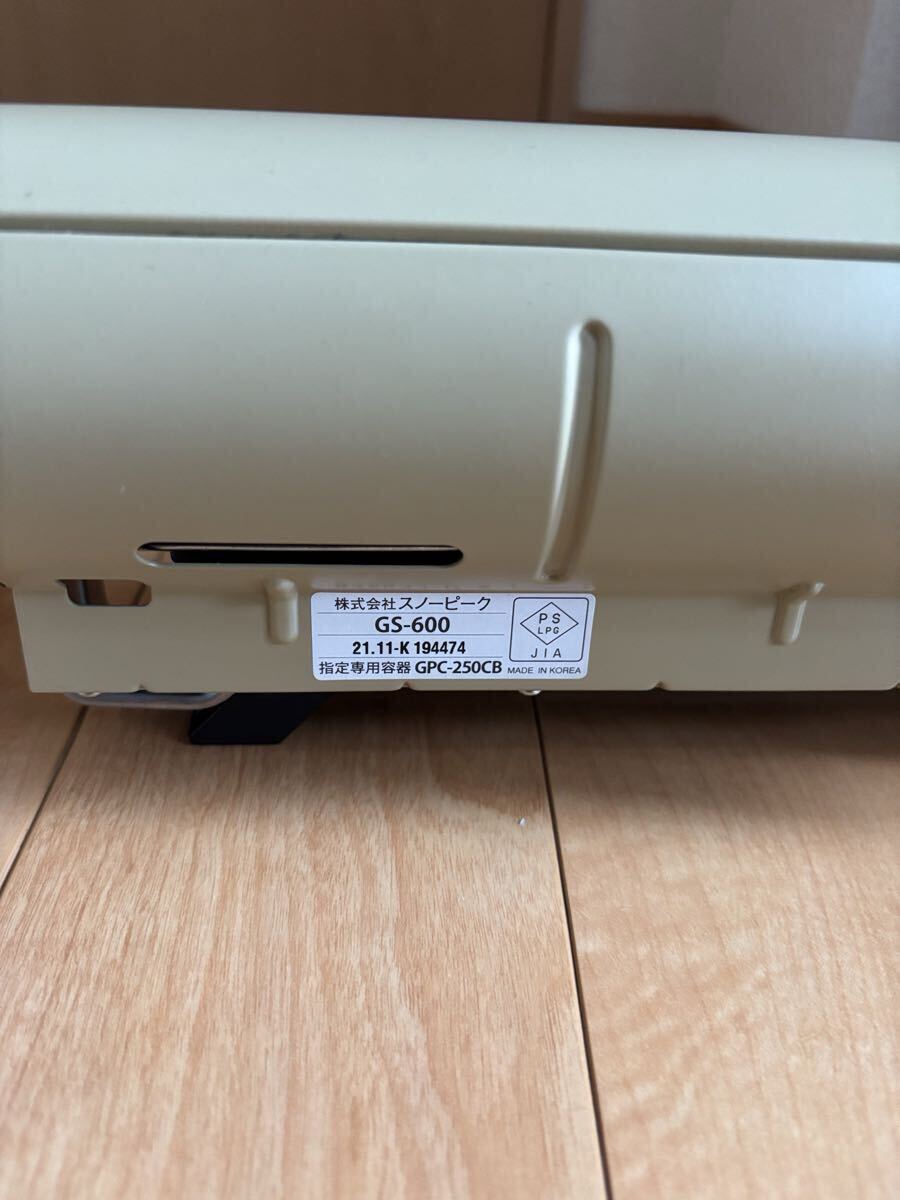 株式会社スノーピーク
GS-600
21.11-K 194474
指定専用容器 GPC-250CB
PS
LPG
JIA
MADE IN KOREA